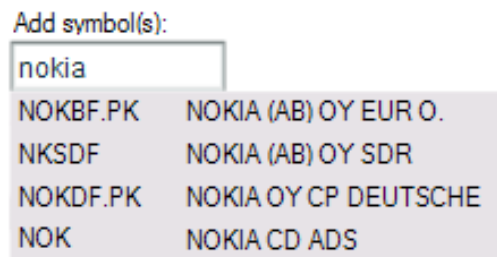 Add symbol(s):
nokia
NOKBF.PK NOKIA (AB) OY EUR O.
NKSDF NOKIA (AB) OY SDR
NOKDF.PK NOKIA OY CP DEUTSCHE
NOK NOKIA CD ADS